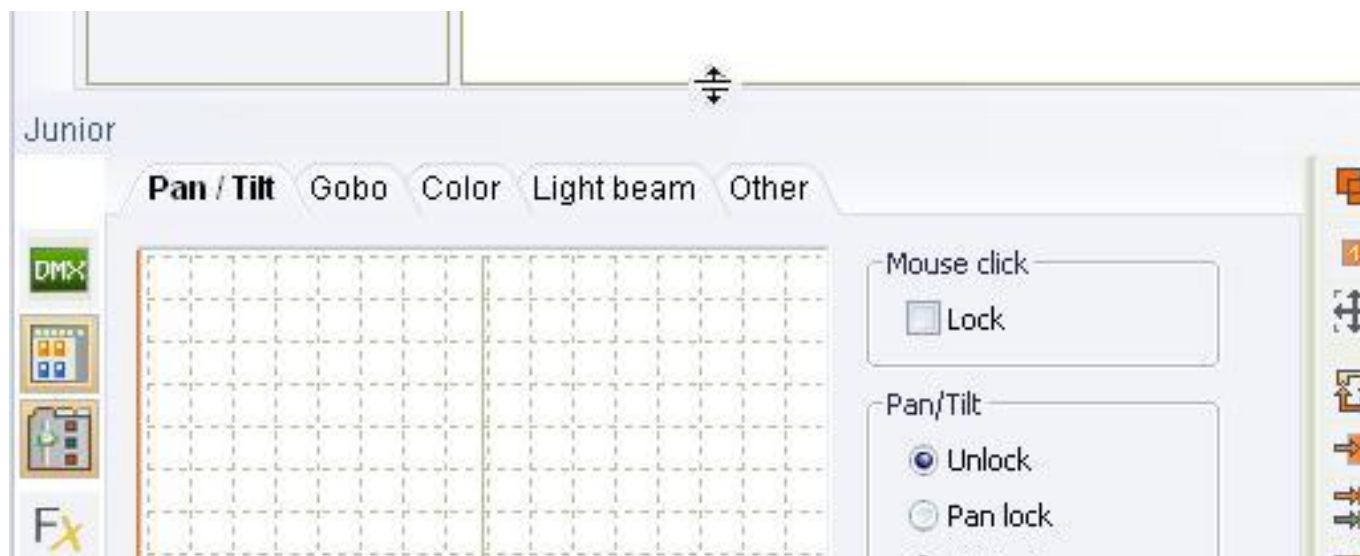 Junior
Pan / Tilt Gobo Color Light beam Other
DMX
Mouse click
Lock
Pan/Tilt
Unlock
Pan lock
Fx